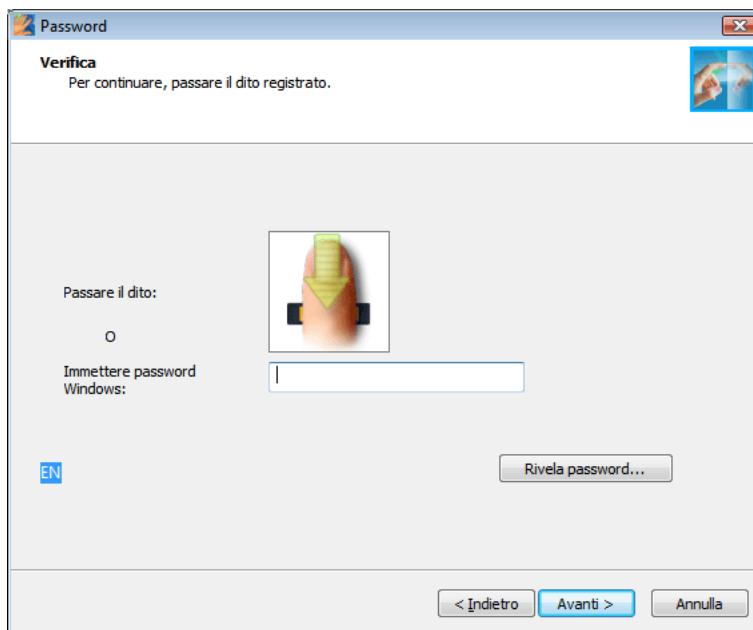 Password
Verifica
Per continuare, passare il dito registrato.
Passare il dito:
O
Immettere password
Windows:
EN
Rivela password...
< Indietro
Avanti >
Annulla